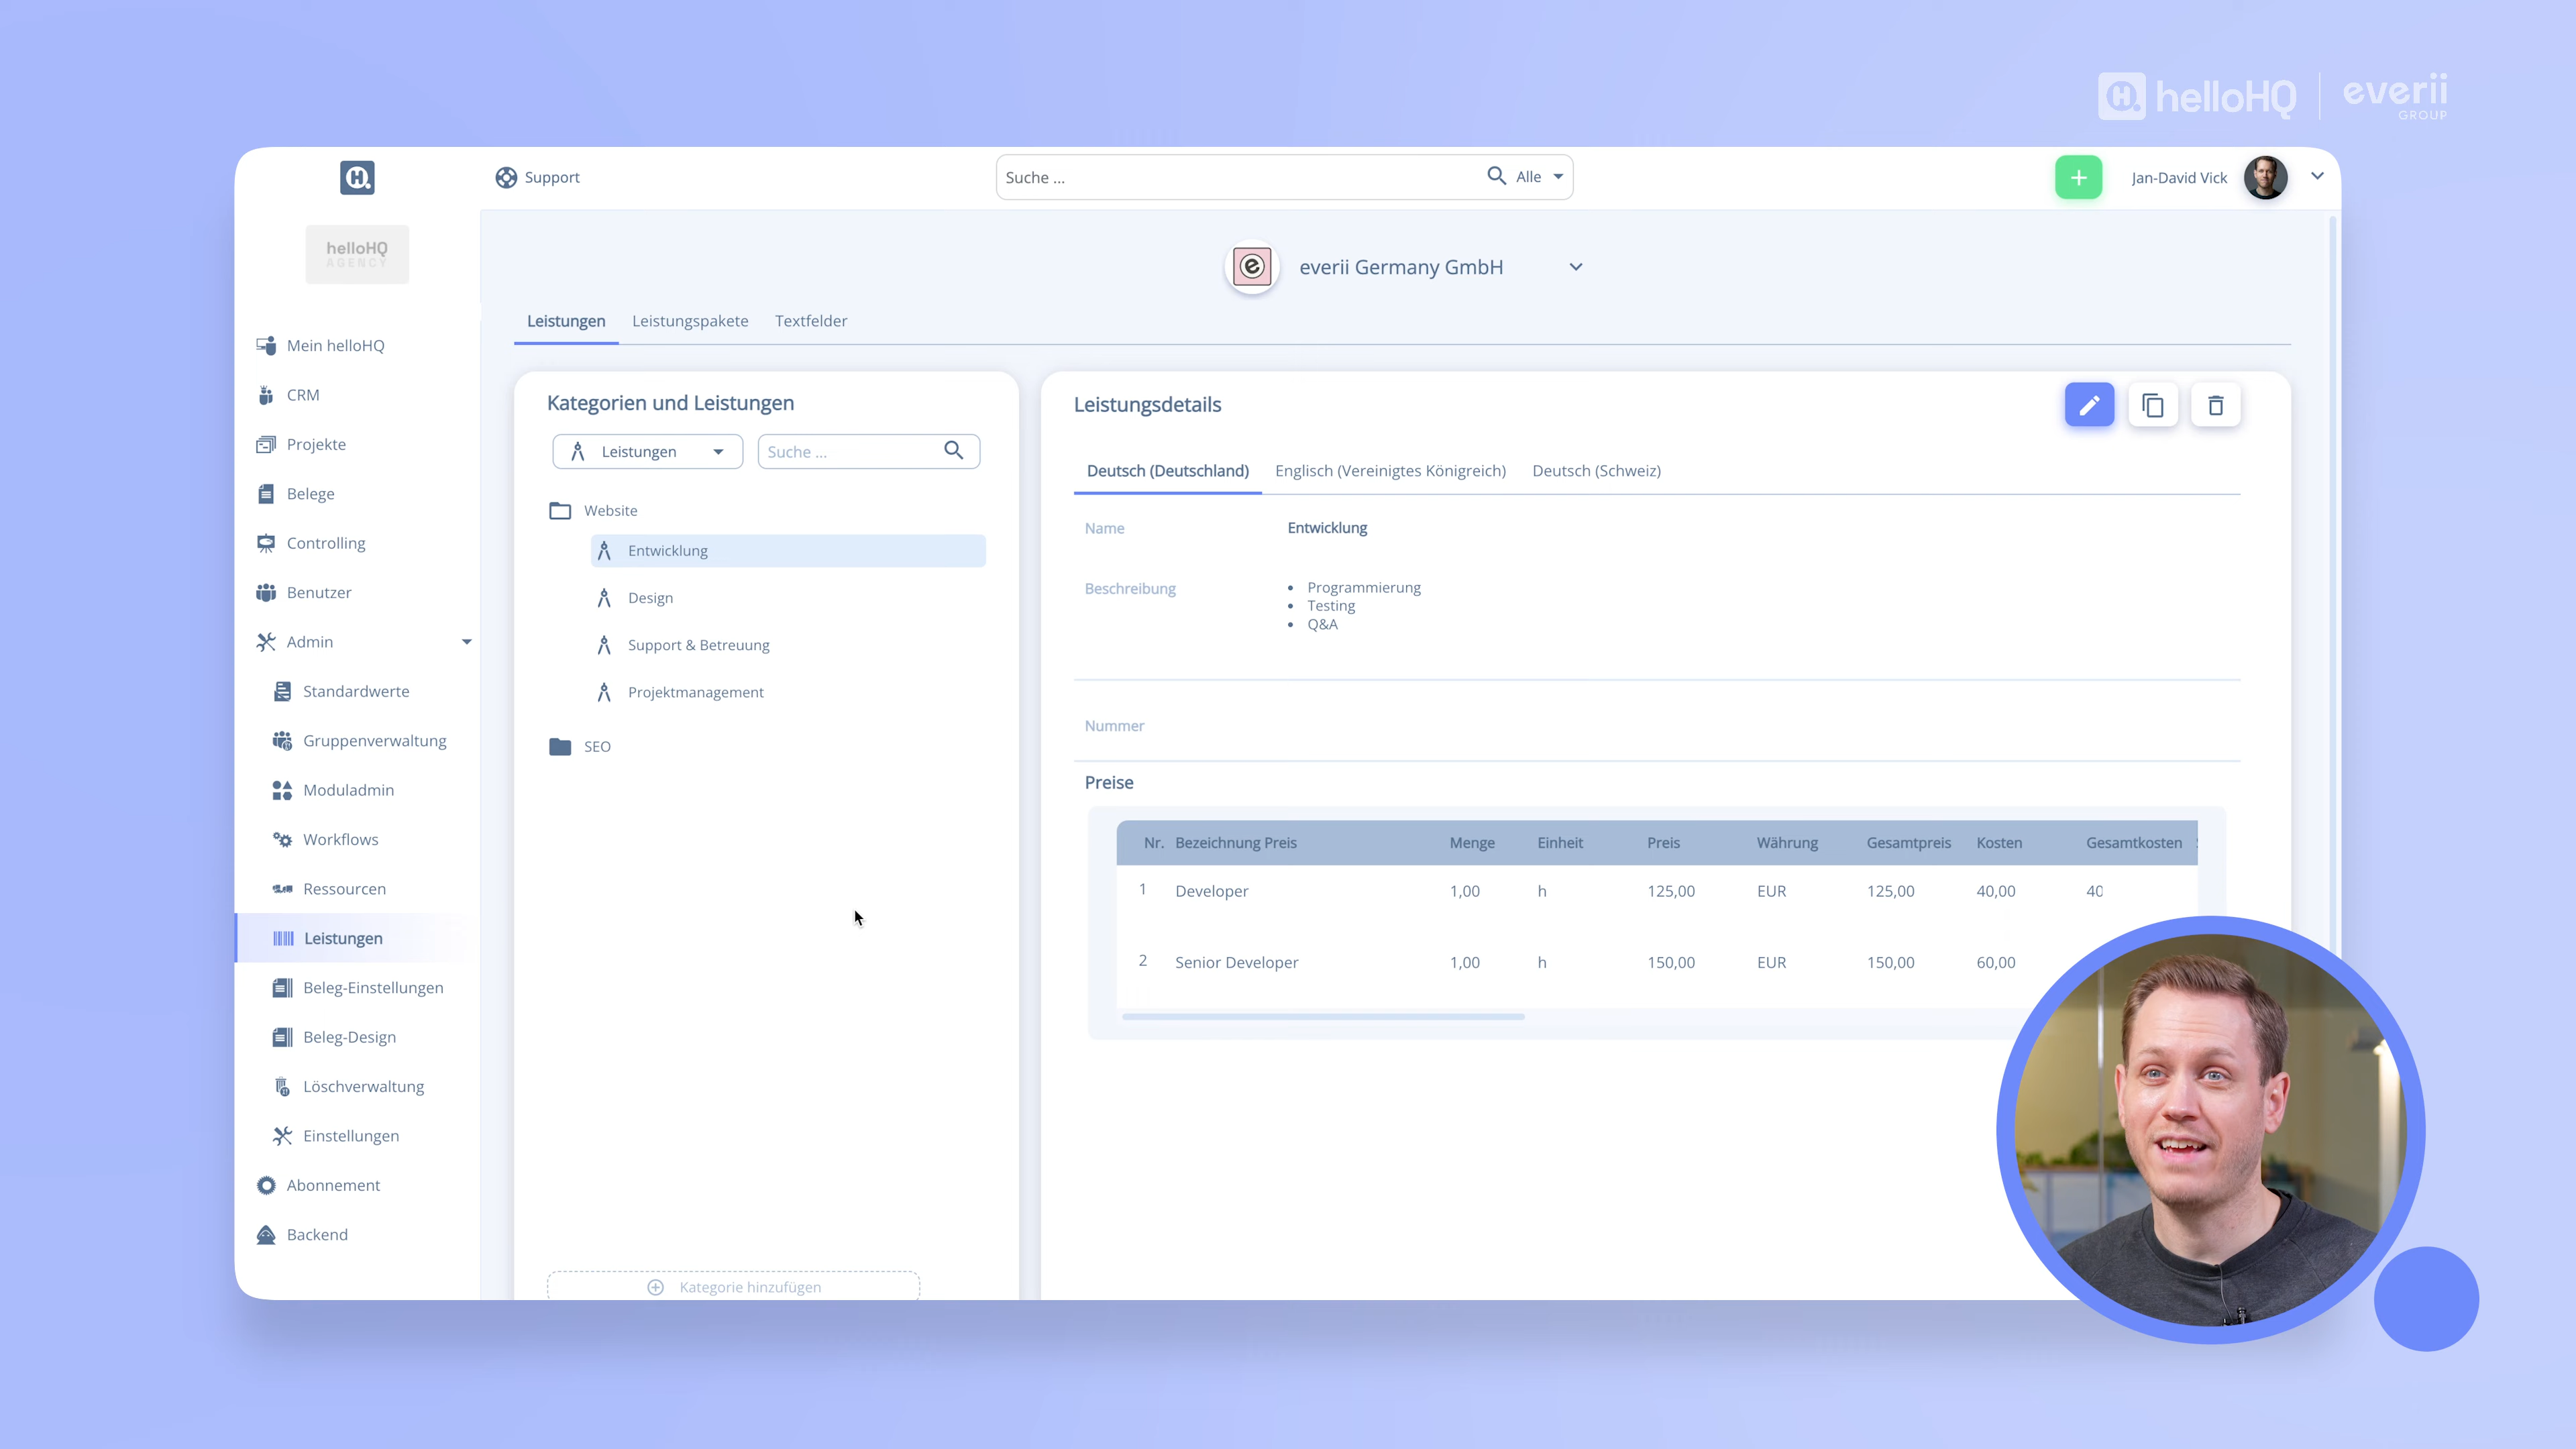 helloHQ
everii
GROUP
Support
Suche ...
Alle
Jan-David Vick
helloHQ
AGENCY
everii Germany GmbH
Mein helloHQ
CRM
Projekte
Belege
Controlling
Benutzer
Admin
Standardwerte
Gruppenverwaltung
Moduladmin
Workflows
Ressourcen
Leistungen
Beleg-Einstellungen
Beleg-Design
Löschverwaltung
Einstellungen
Abonnement
Backend
Leistungen Leistungspakete Textfelder
Kategorien und Leistungen
Leistungen
Suche ...
Website
Entwicklung
Design
Support & Betreuung
Projektmanagement
SEO
Kategorie hinzufügen
Leistungsdetails
Deutsch (Deutschland) Englisch (Vereinigtes Königreich) Deutsch (Schweiz)
Name Entwicklung
Beschreibung
• Programmierung
• Testing
• Q&A
Nummer
Preise
Nr. Bezeichnung Preis Menge Einheit Preis Währung Gesamtpreis Kosten Gesamtkosten
1 Developer 1,00 h 125,00 EUR 125,00 40,00 40
2 Senior Developer 1,00 h 150,00 EUR 150,00 60,00